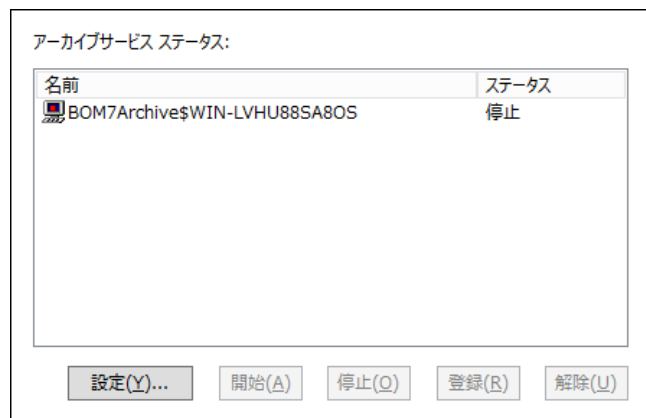 アーカイブサービス ステータス:
名前 ステータス
BOM7Archive$WIN-LVHU88SA8OS 停止
設定(Y)... 開始(A) 停止(O) 登録(R) 解除(U)